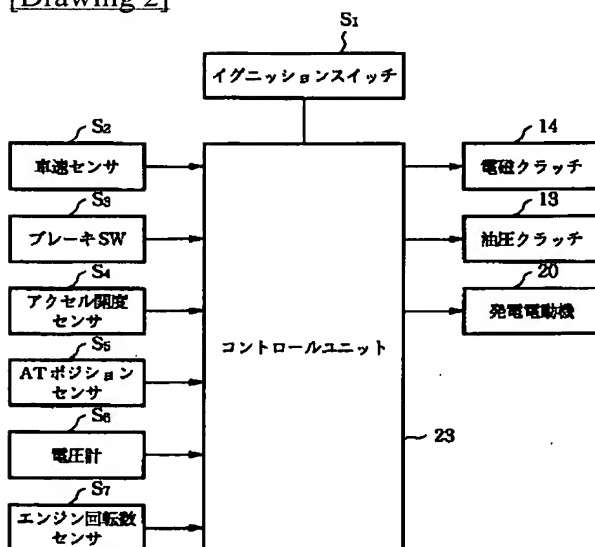 [Drawing 2]
S1
イグニッションスイッチ
S2
車速センサ
S3
ブレーキSW
S4
アクセル開度
センサ
S5
ATポジション
センサ
S6
電圧計
S7
エンジン回転数
センサ
コントロールユニット
23
14
電磁クラッチ
13
油圧クラッチ
20
発電電動機